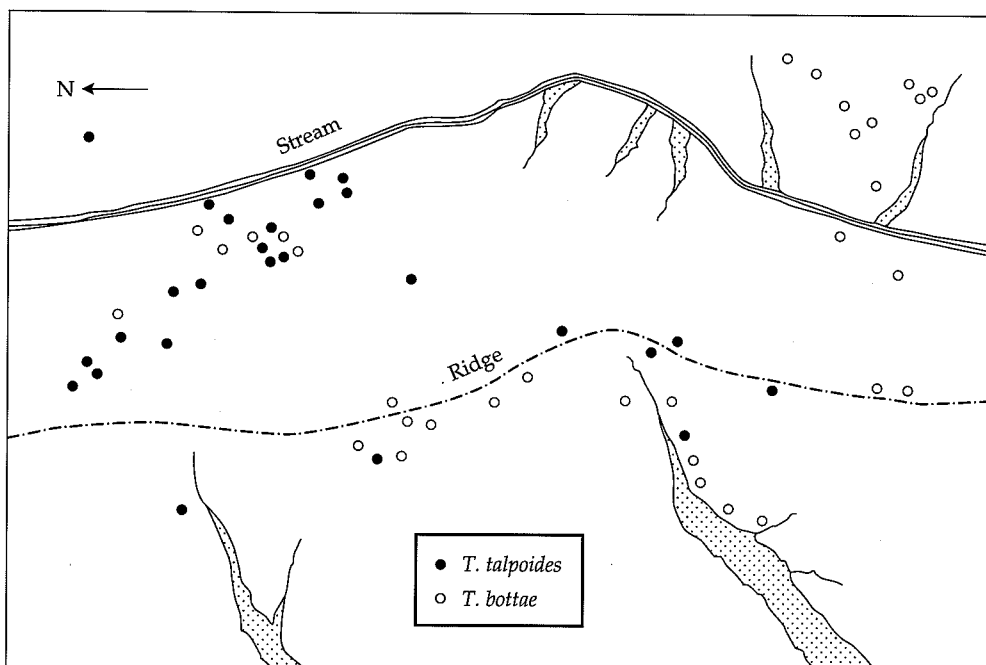 N
Stream
Ridge
T. talpoides
T. bottae